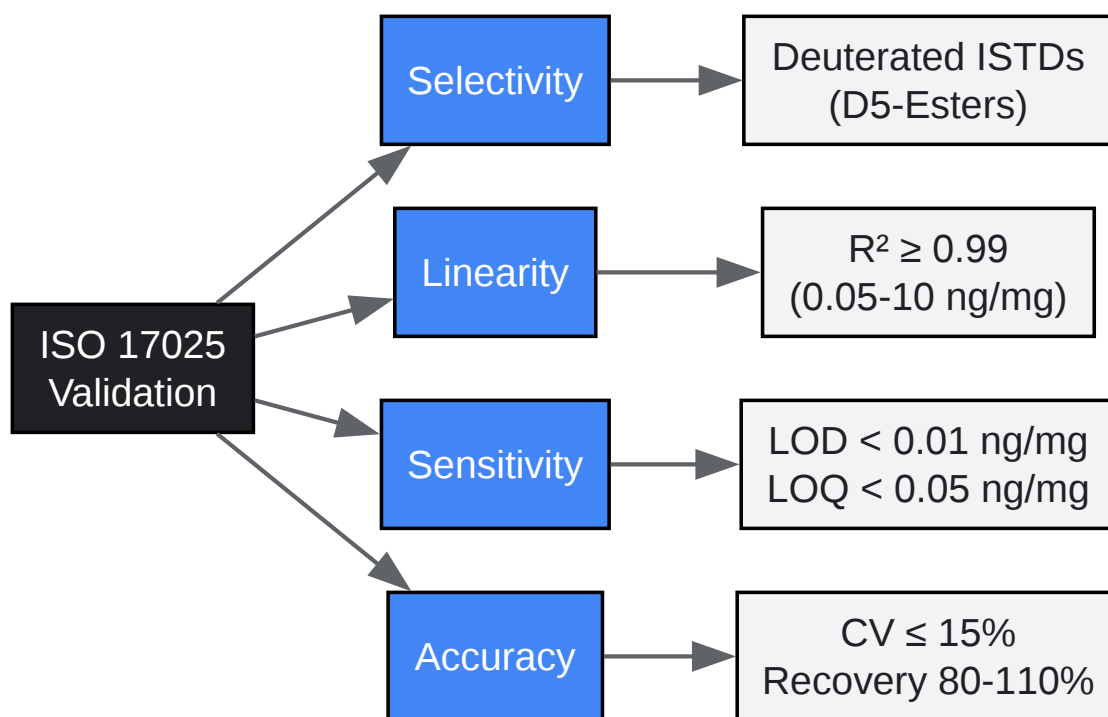 ISO 17025
Validation
Selectivity
Deuterated ISTDs
(D5-Esters)
Linearity
R² ≥ 0.99
(0.05-10 ng/mg)
Sensitivity
LOD < 0.01 ng/mg
LOQ < 0.05 ng/mg
Accuracy
CV ≤ 15%
Recovery 80-110%